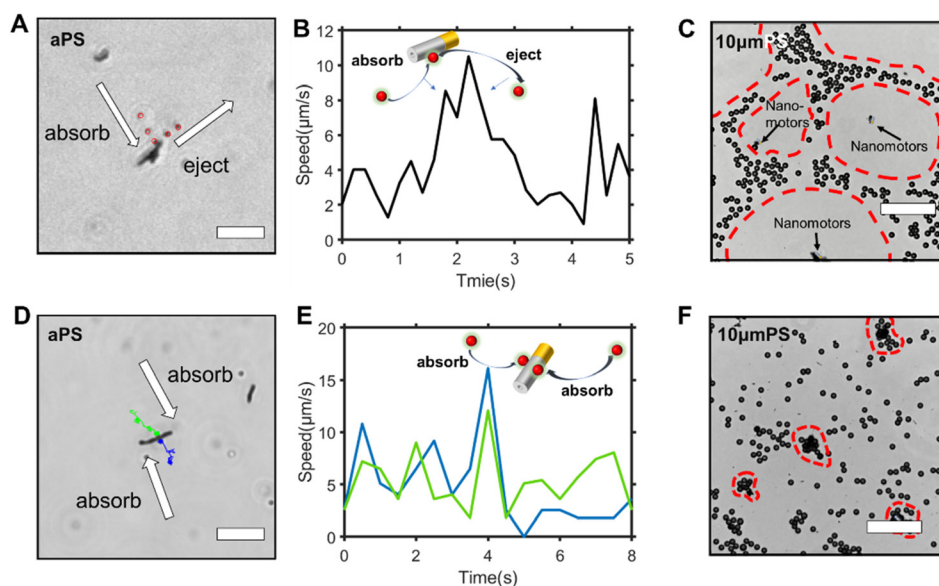 A
aPS
absorb
eject
B
Speed(μm/s)
12
10
8
6
4
2
0
absorb
eject
0 1 2 3 4 5
Tmie(s)
C
10μm PS
Nano-
motors
Nanomotors
Nanomotors
D
aPS
absorb
absorb
E
Speed(μm/s)
20
15
10
5
0
absorb
absorb
0 2 4 6 8
Time(s)
F
10μmPS